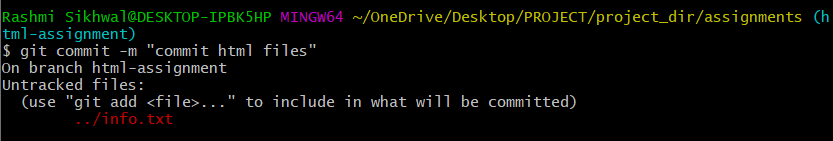 Rashmi Sikhwal@DESKTOP-IPBK5HP MINGW64 ~/OneDrive/Desktop/PROJECT/project_dir/assignments (h
tml-assignment)
$ git commit -m "commit html files"
On branch html-assignment
Untracked files:
  (use "git add <file>..." to include in what will be committed)
        ../info.txt